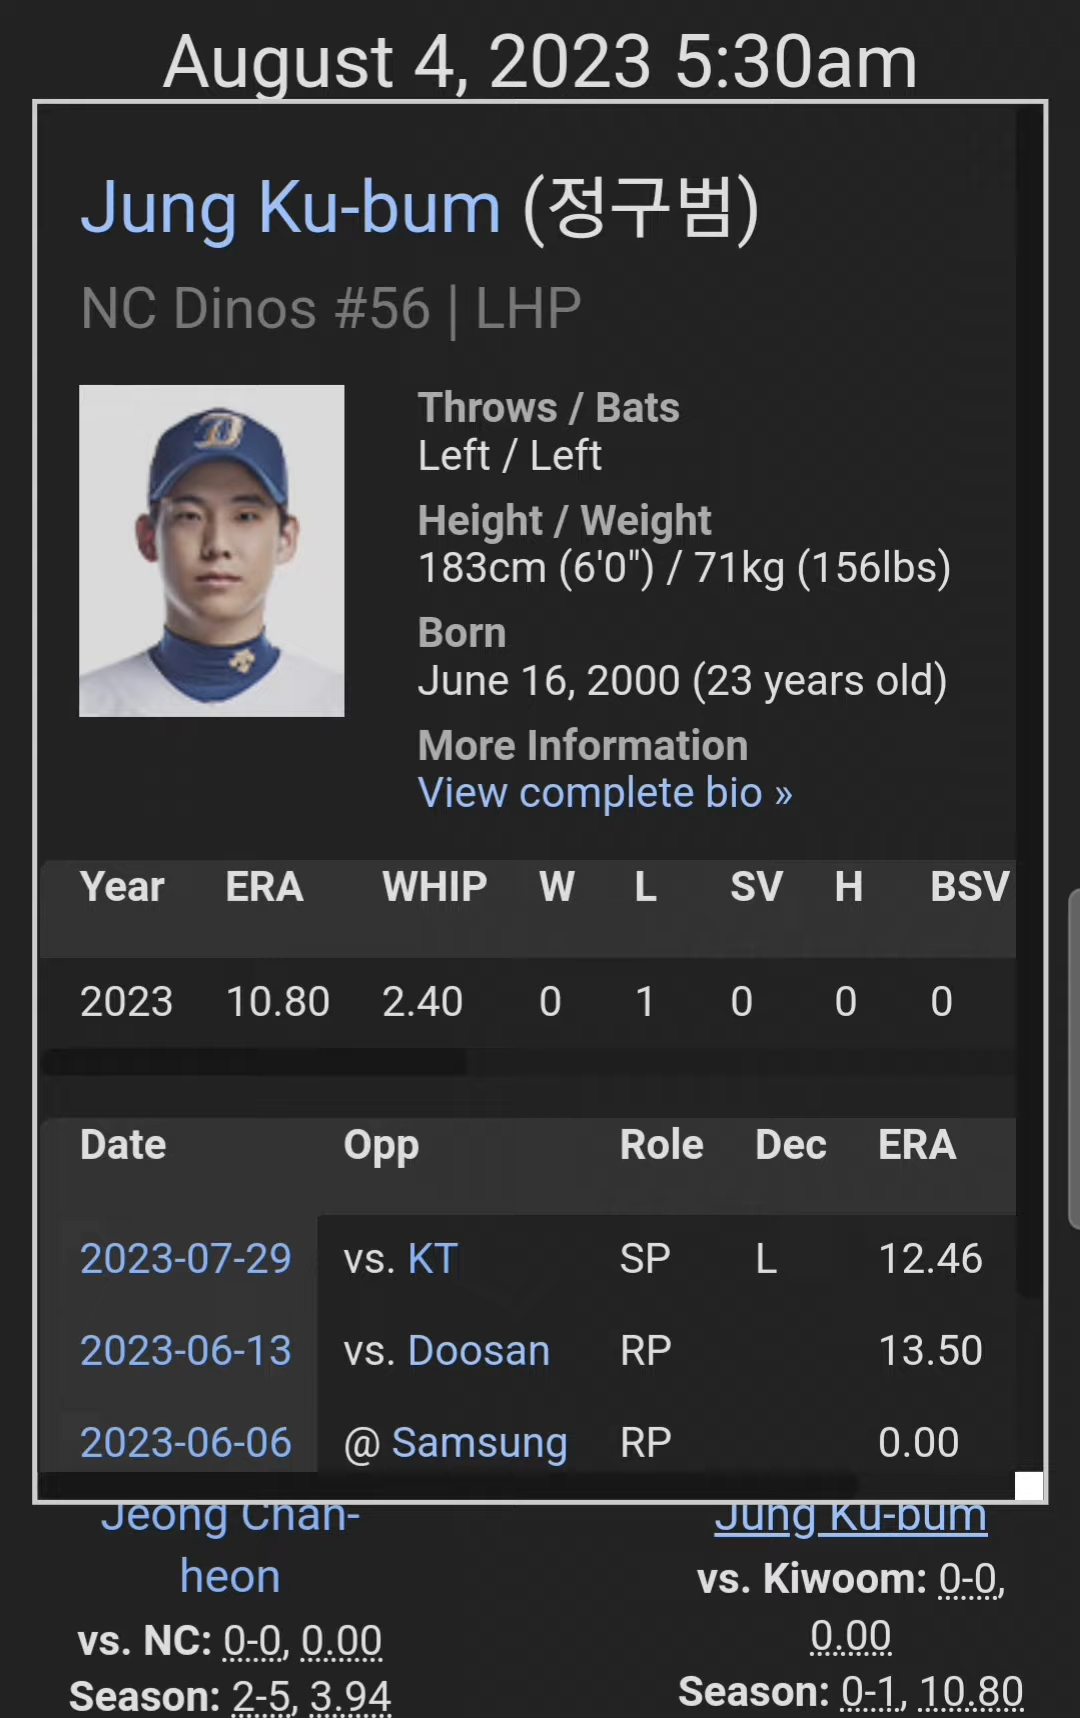 August 4, 2023 5:30am
Jung Ku-bum (정구범)
NC Dinos #56 | LHP
D
Throws / Bats
Left / Left
Height / Weight
183cm (6'0") / 71kg (156lbs)
Born
June 16, 2000 (23 years old)
More Information
View complete bio »
Year ERA WHIP W L SV H BSV
2023 10.80 2.40 0 1 0 0 0
Date Opp Role Dec ERA
2023-07-29 vs. KT SP L 12.46
2023-06-13 vs. Doosan RP 13.50
2023-06-06 @ Samsung RP 0.00
Jeong Chan-
heon
vs. NC: 0-0, 0.00
Season: 2-5, 3.94
Jung Ku-bum
vs. Kiwoom: 0-0,
0.00
Season: 0-1, 10.80